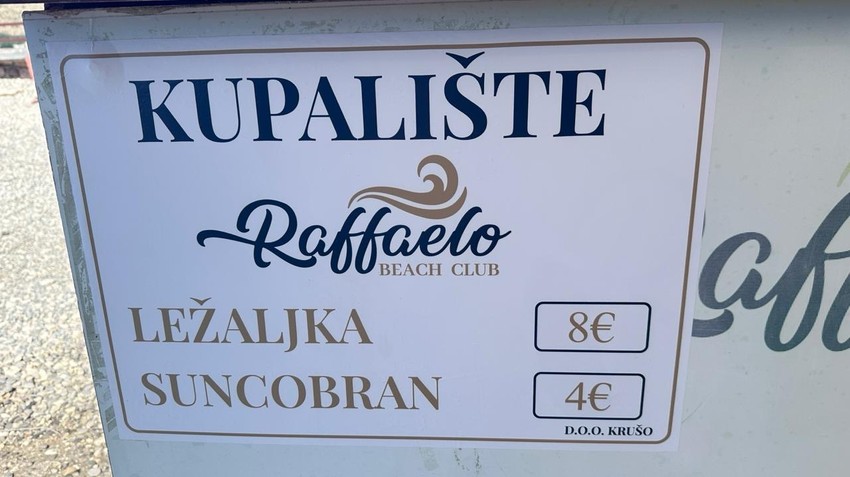 KUPALIŠTE
Raffaelo
BEACH CLUB
LEŽALJKA 8€
SUNCOBRAN 4€
D.O.O. KRUŠO